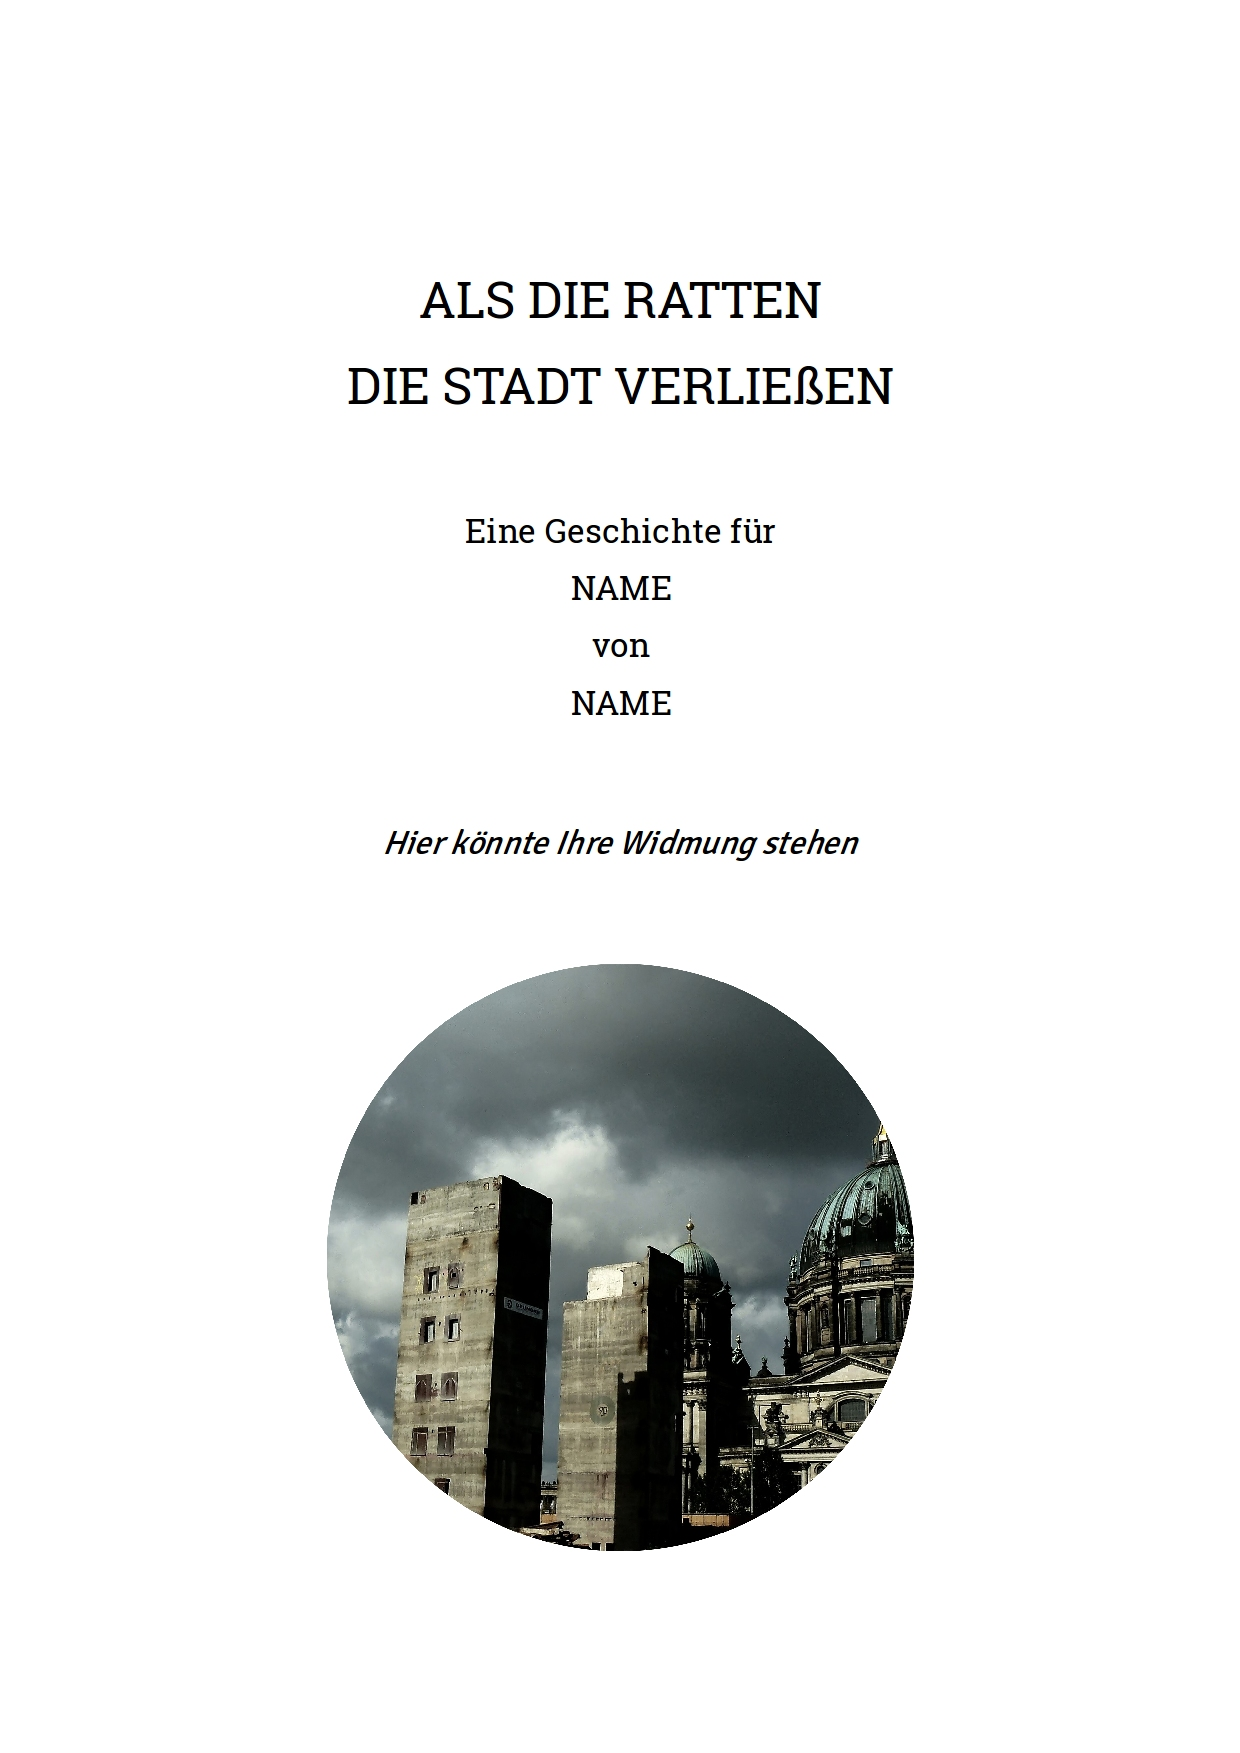 ALS DIE RATTEN
DIE STADT VERLIEßEN
Eine Geschichte für
NAME
von
NAME
Hier könnte Ihre Widmung stehen